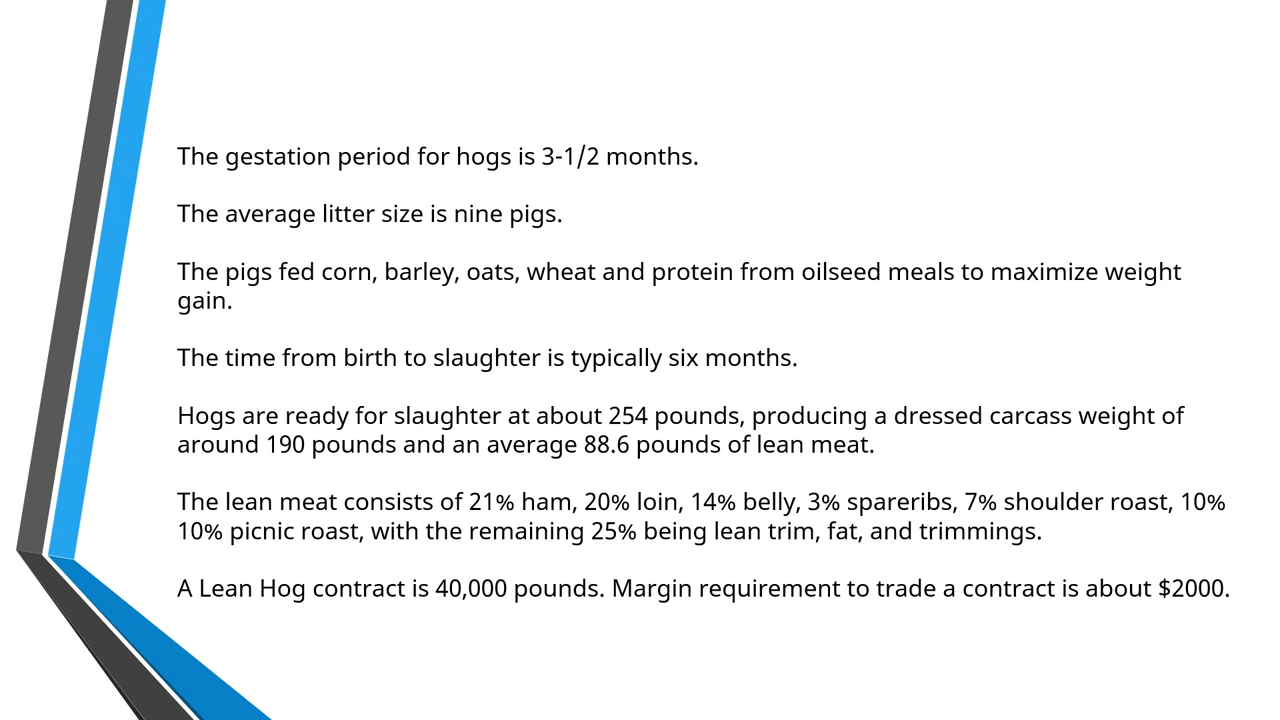 The gestation period for hogs is 3-1/2 months.
The average litter size is nine pigs.
The pigs fed corn, barley, oats, wheat and protein from oilseed meals to maximize weight
gain.
The time from birth to slaughter is typically six months.
Hogs are ready for slaughter at about 254 pounds, producing a dressed carcass weight of
around 190 pounds and an average 88.6 pounds of lean meat.
The lean meat consists of 21% ham, 20% loin, 14% belly, 3% spareribs, 7% shoulder roast, 10%
10% picnic roast, with the remaining 25% being lean trim, fat, and trimmings.
A Lean Hog contract is 40,000 pounds. Margin requirement to trade a contract is about $2000.